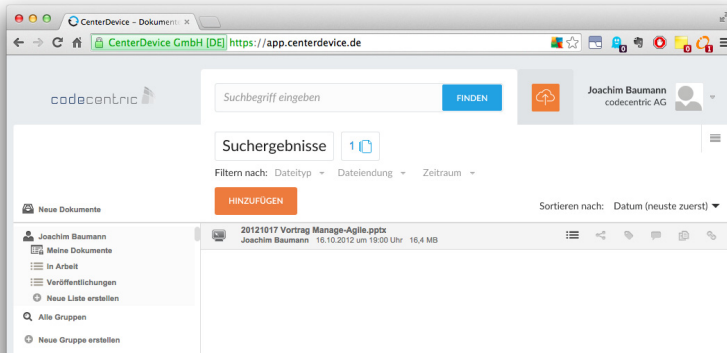 CenterDevice – Dokument
CenterDevice GmbH [DE] https://app.centerdevice.de
codecentric
Suchbegriff eingeben
FINDEN
Joachim Baumann
codecentric AG
Suchergebnisse
1
Filtern nach: Dateityp Dateiendung Zeitraum
HINZUFÜGEN
Sortieren nach: Datum (neuste zuerst)
Neue Dokumente
Joachim Baumann
Meine Dokumente
In Arbeit
Veröffentlichungen
Neue Liste erstellen
Alle Gruppen
Neue Gruppe erstellen
20121017 Vortrag Manage-Agile.pptx
Joachim Baumann 16.10.2012 um 19:00 Uhr 16,4 MB